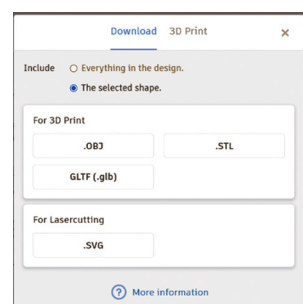 Download 3D Print ×
Include Everything in the design.
The selected shape.
For 3D Print
.OBJ .STL
GLTF (.glb)
For Lasercutting
.SVG
? More information